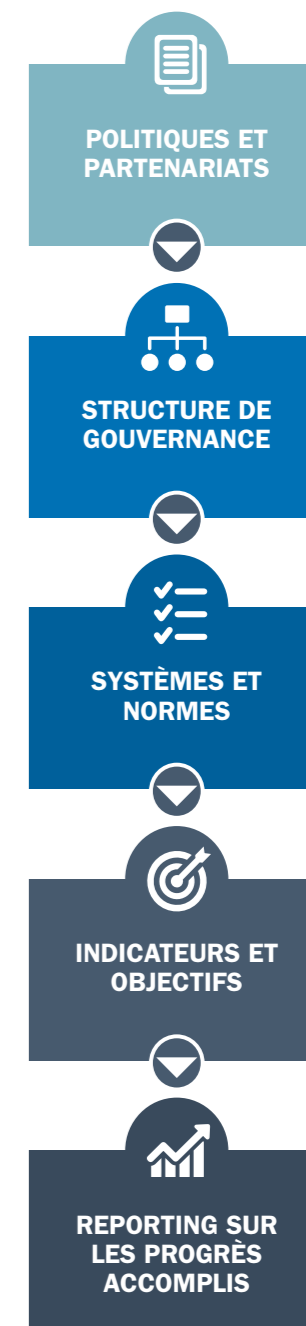 POLITIQUES ET
PARTENARIATS
STRUCTURE DE
GOUVERNANCE
SYSTÈMES ET
NORMES
INDICATEURS ET
OBJECTIFS
REPORTING SUR
LES PROGRÈS
ACCOMPLIS